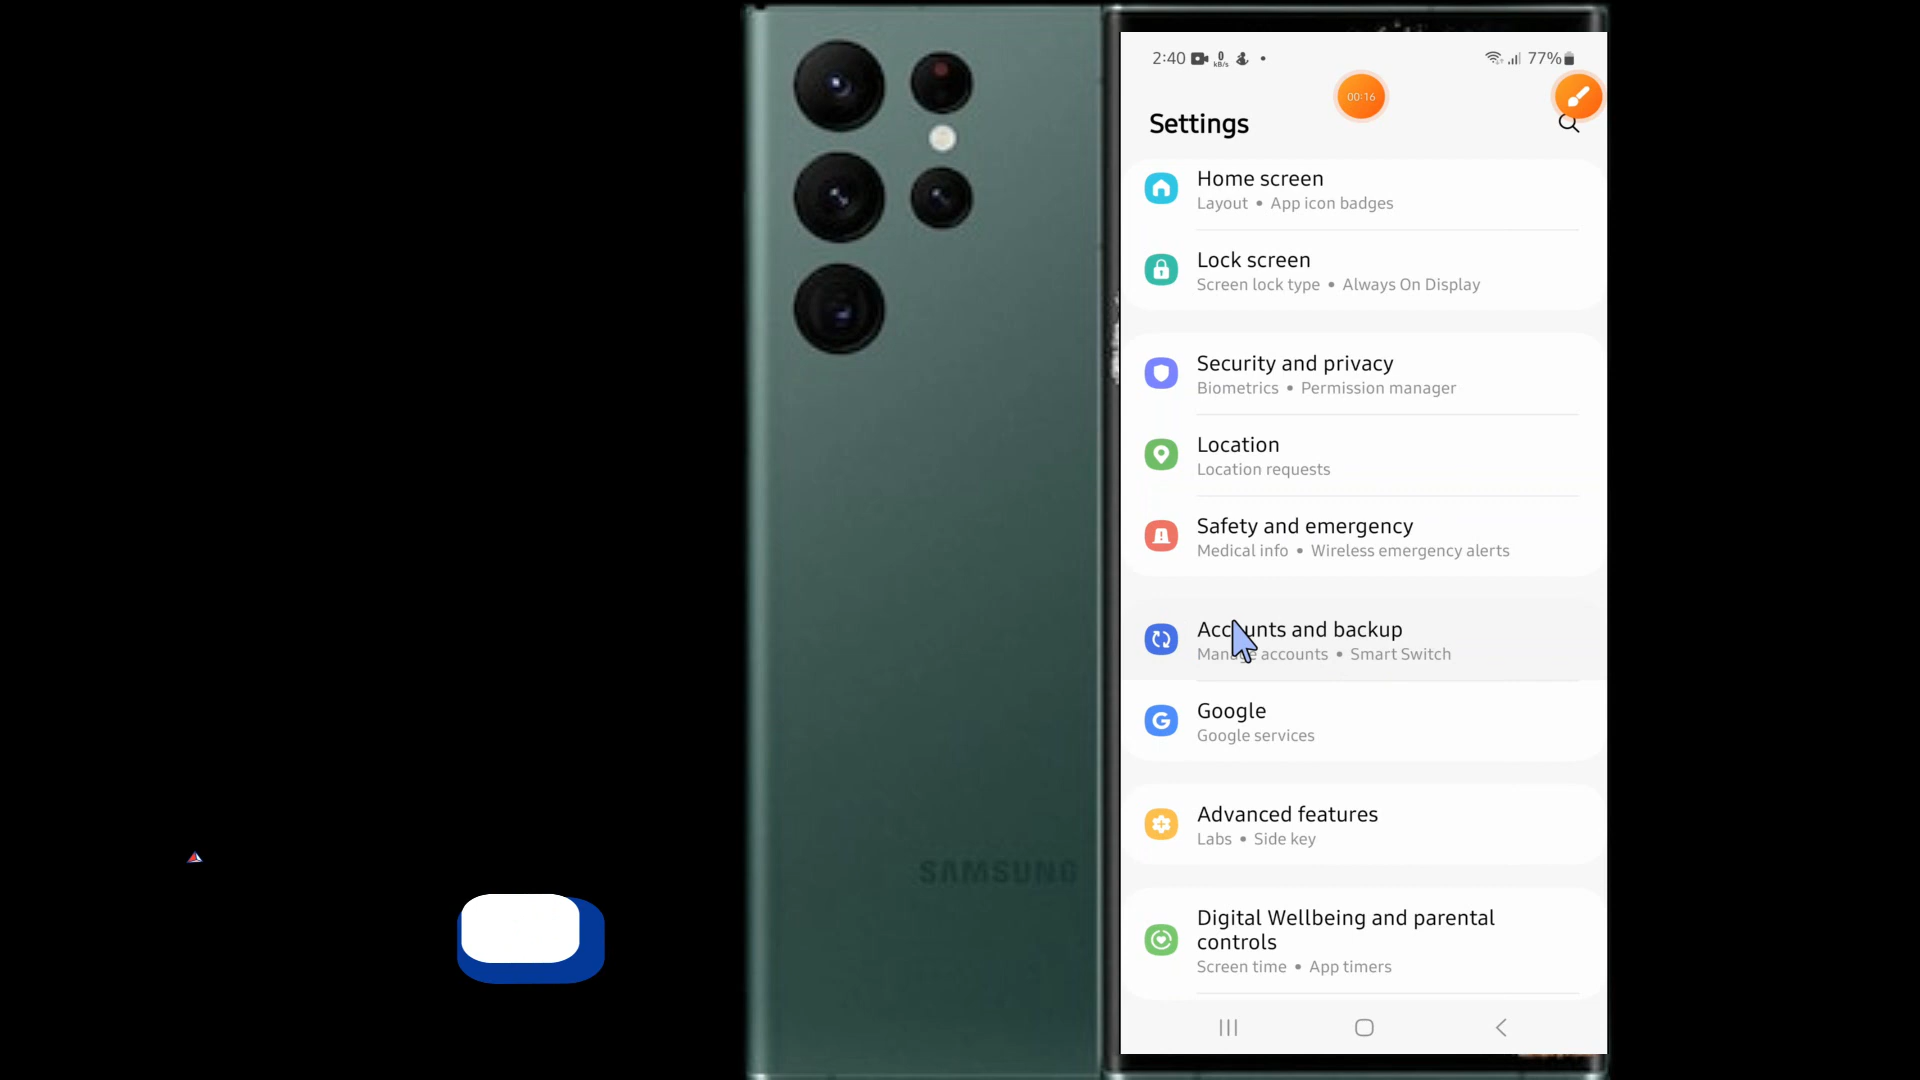 2:40
0
kB/s
77%
00:16
Settings
Home screen
Layout • App icon badges
Lock screen
Screen lock type • Always On Display
Security and privacy
Biometrics • Permission manager
Location
Location requests
Safety and emergency
Medical info • Wireless emergency alerts
Accounts and backup
Manage accounts • Smart Switch
Google
Google services
Advanced features
Labs • Side key
Digital Wellbeing and parental
controls
Screen time • App timers
SAMSUNG